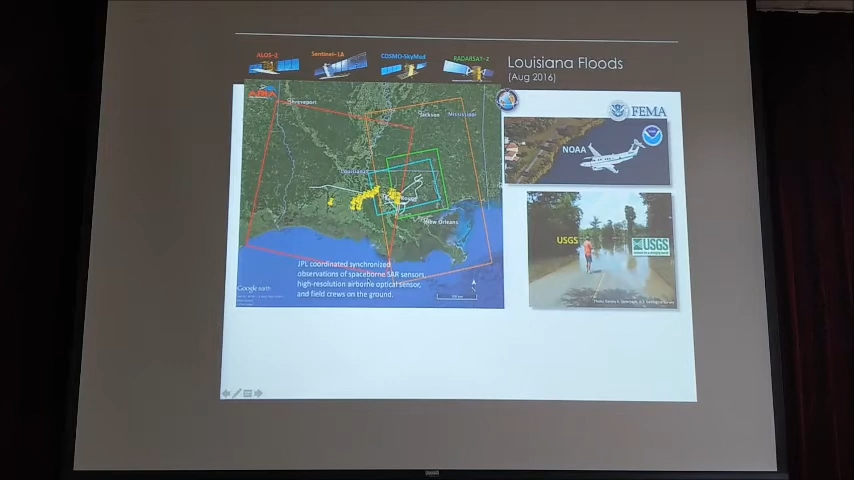 ALOS-2
Sentinel-1A
COSMO-SkyMed
RADARSAT-2
Louisiana Floods
(Aug 2016)
ARIA
Shreveport
Jackson
Mississippi
Louisiana
New Orleans
JPL coordinated synchronized
observations of spaceborne SAR sensors,
high-resolution airborne optical sensor,
and field crews on the ground.
Google earth
FEMA
NOAA
USGS
USGS